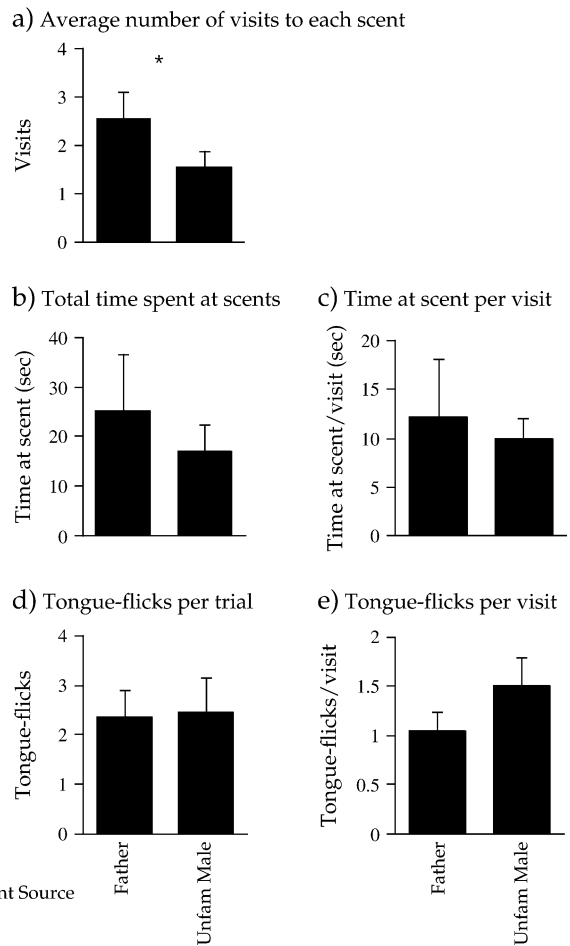 a) Average number of visits to each scent
4
*
3
2
1
0
Visits
b) Total time spent at scents
40
30
20
10
0
Time at scent (sec)
c) Time at scent per visit
20
15
10
5
0
Time at scent/visit (sec)
d) Tongue-flicks per trial
4
3
2
1
0
Tongue-flicks
e) Tongue-flicks per visit
2
1.5
1
0.5
0
Tongue-flicks/visit
Father
Unfam Male
Father
Unfam Male
nt Source